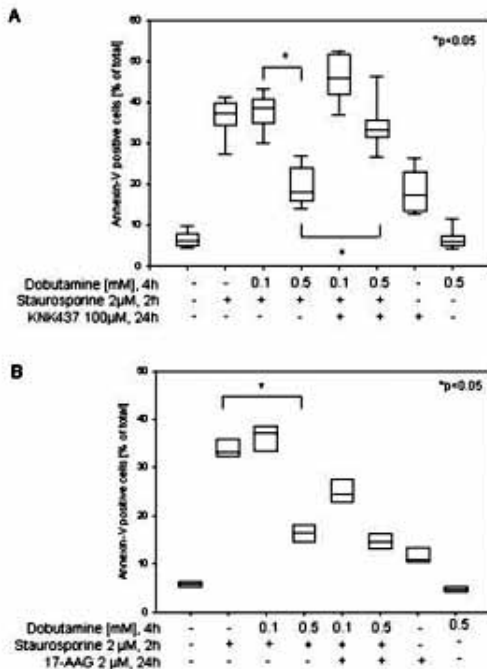 A
60
*p<0.05
*
50
40
30
20
10
*
0
Annexin-V positive cells [% of total]
Dobutamine [mM], 4h - - 0.1 0.5 0.1 0.5 - 0.5
Staurosporine 2µM, 2h - + + + + + - -
KNK437 100µM, 24h - - - - + + + -
B
50
*p<0.05
*
40
30
20
10
0
Annexin-V positive cells [% of total]
Dobutamine [mM], 4h - - 0.1 0.5 0.1 0.5 - 0.5
Staurosporine 2 µM, 2h - + + + + + - -
17-AAG 2 µM, 24h - - - - + + + -